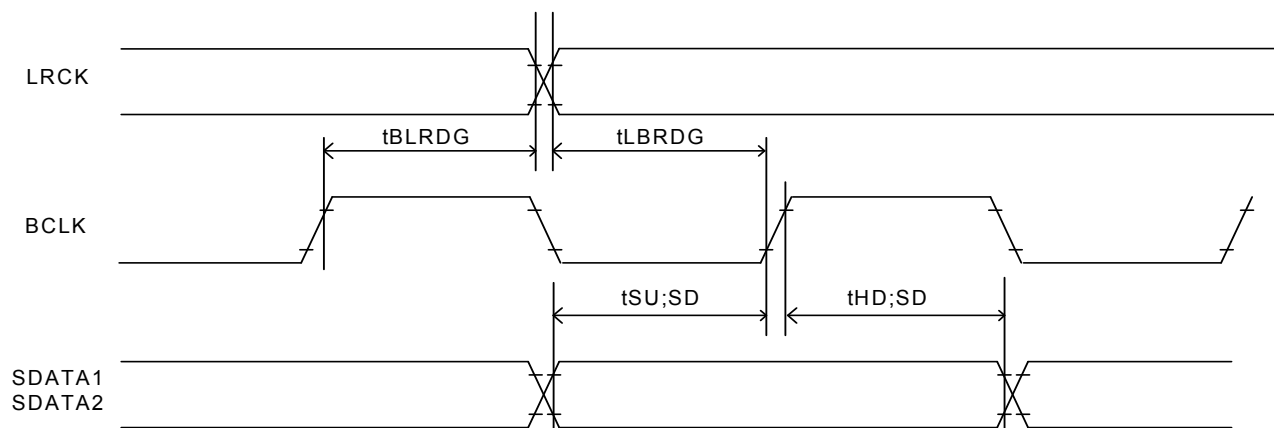 LRCK
tBLRDG
tLBRDG
BCLK
tSU;SD
tHD;SD
SDATA1
SDATA2